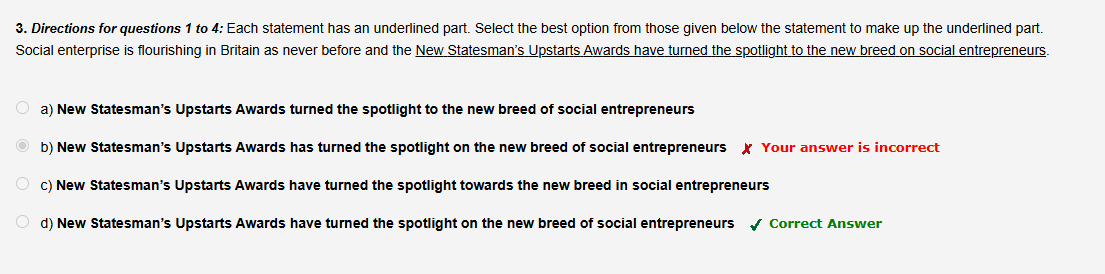 3. Directions for questions 1 to 4: Each statement has an underlined part. Select the best option from those given below the statement to make up the underlined part.
Social enterprise is flourishing in Britain as never before and the New Statesman's Upstarts Awards have turned the spotlight to the new breed on social entrepreneurs.
a) New Statesman's Upstarts Awards turned the spotlight to the new breed of social entrepreneurs
b) New Statesman's Upstarts Awards has turned the spotlight on the new breed of social entrepreneurs ✗ Your answer is incorrect
c) New Statesman's Upstarts Awards have turned the spotlight towards the new breed in social entrepreneurs
d) New Statesman's Upstarts Awards have turned the spotlight on the new breed of social entrepreneurs ✓ Correct Answer